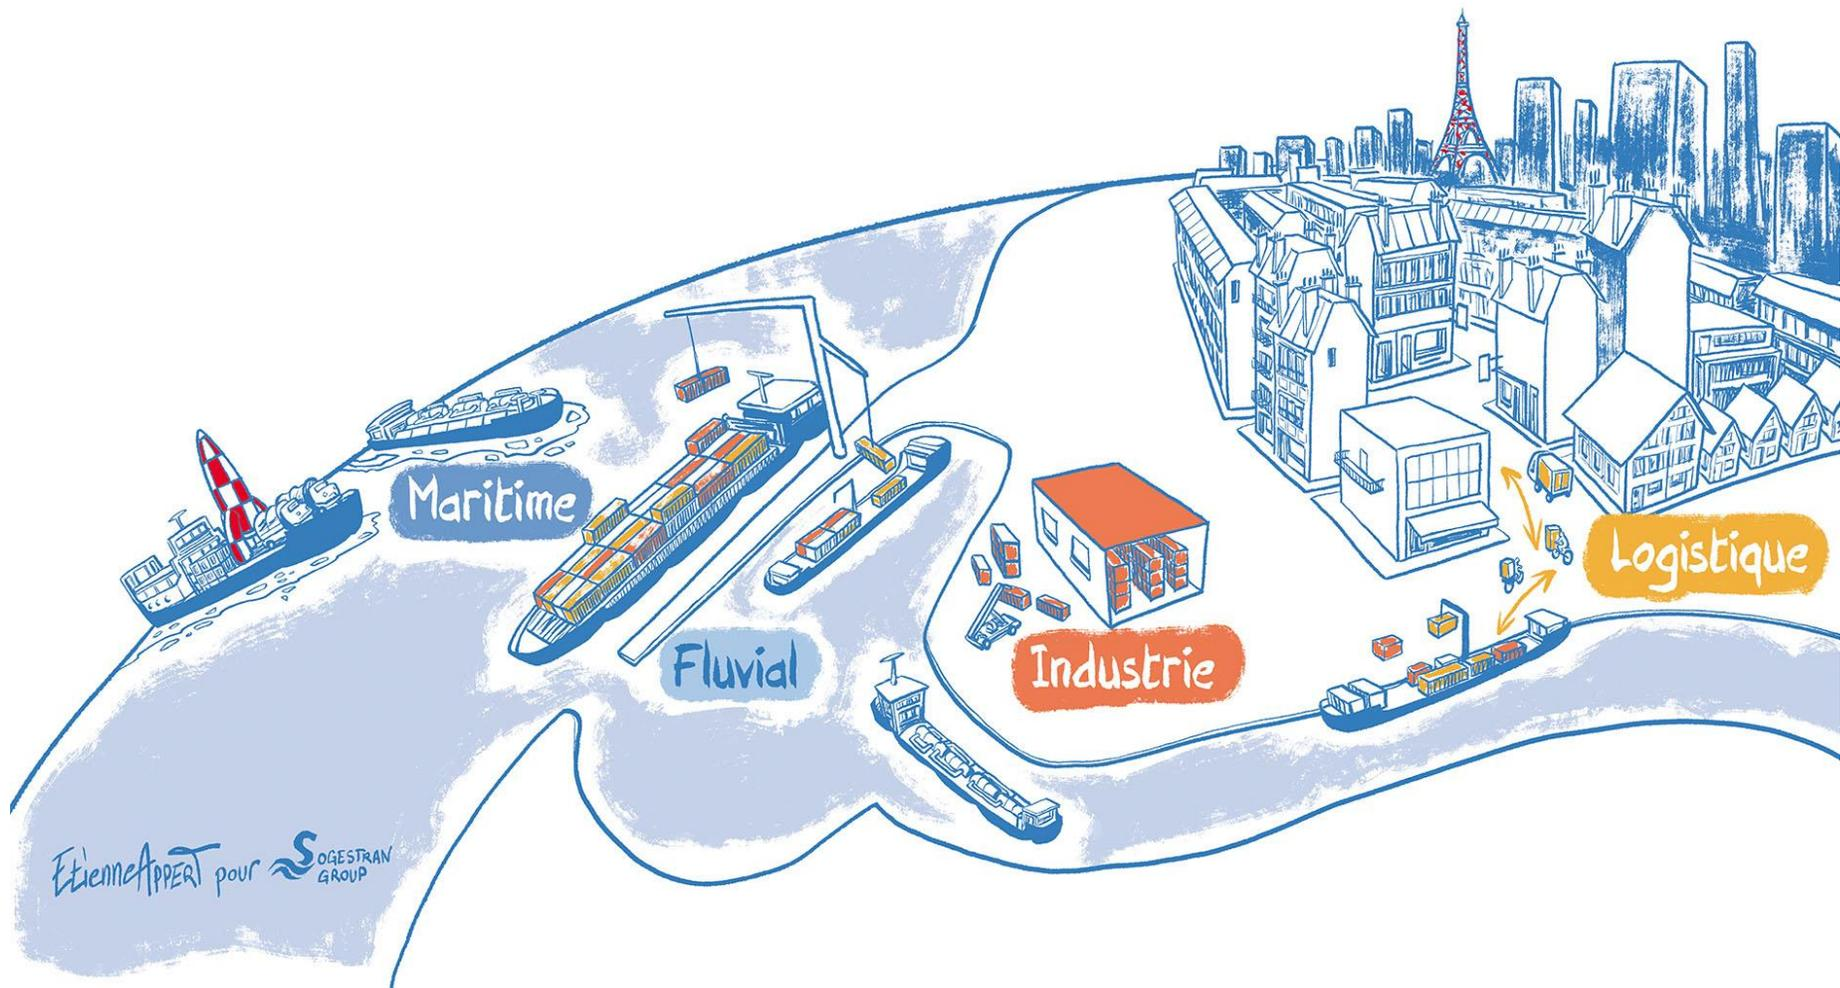 Maritime
Logistique
Fluvial
Industrie
EtienneAPPERT pour SOGESTRAN
GROUP